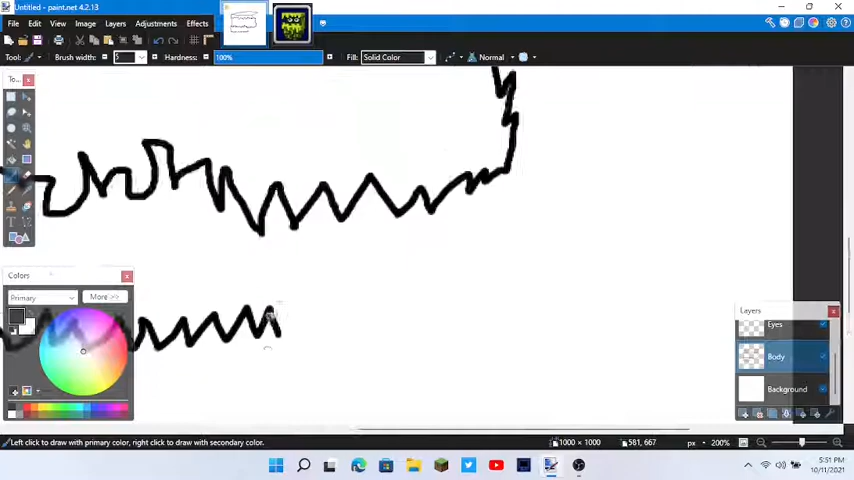 Untitled - paint.net 4.2.13
File Edit View Image Layers Adjustments Effects
Tool: Brush width: 5 Hardness: 100% Fill: Solid Color Normal
To...
Colors
Primary More >>
Layers
Eyes
Body
Background
Left click to draw with primary color, right click to draw with secondary color. 1000 × 1000 581, 667 px 200%
5:51 PM
10/11/2021